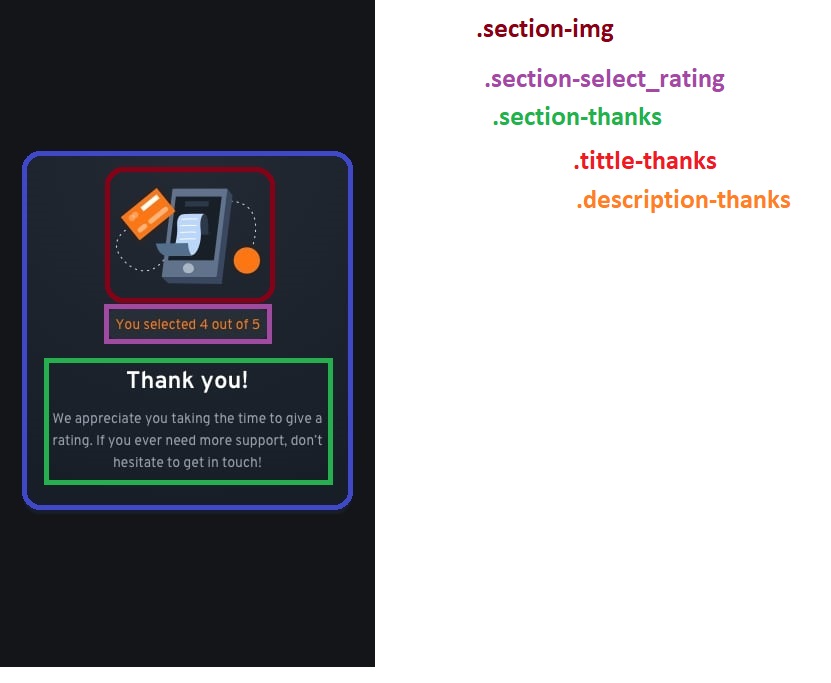 .section-img
.section-select_rating
.section-thanks
.tittle-thanks
.description-thanks
You selected 4 out of 5
Thank you!
We appreciate you taking the time to give a
rating. If you ever need more support, don't
hesitate to get in touch!